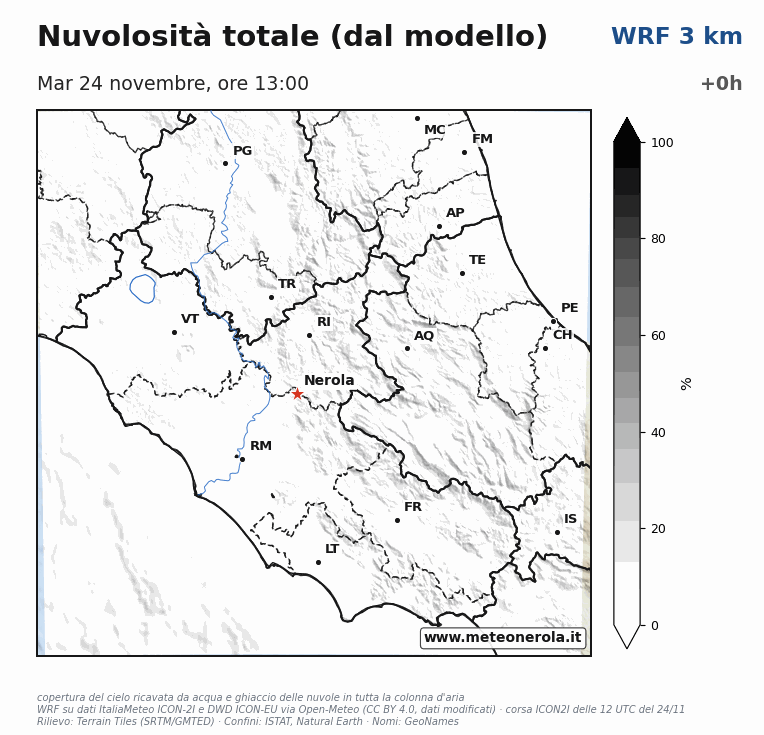 Nuvolosità totale (dal modello)
WRF 3 km
Mar 24 novembre, ore 13:00
+0h
MC
FM
PG
AP
TE
TR
PE
VT
RI
AQ
CH
Nerola
RM
FR
IS
LT
www.meteonerola.it
100
80
60
40
20
0
%
copertura del cielo ricavata da acqua e ghiaccio delle nuvole in tutta la colonna d'aria
WRF su dati ItaliaMeteo ICON-2I e DWD ICON-EU via Open-Meteo (CC BY 4.0, dati modificati) · corsa ICON2I delle 12 UTC del 24/11
Rilievo: Terrain Tiles (SRTM/GMTED) · Confini: ISTAT, Natural Earth · Nomi: GeoNames